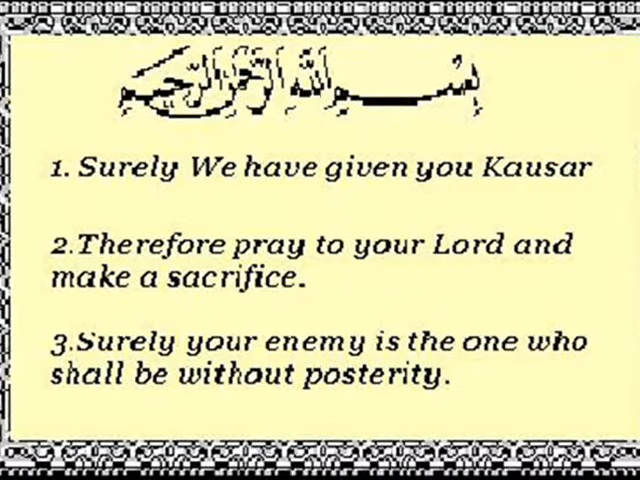 بسم الله الرحمن الرحيم
1. Surely We have given you Kausar
2.Therefore pray to your Lord and
make a sacrifice.
3.Surely your enemy is the one who
shall be without posterity.